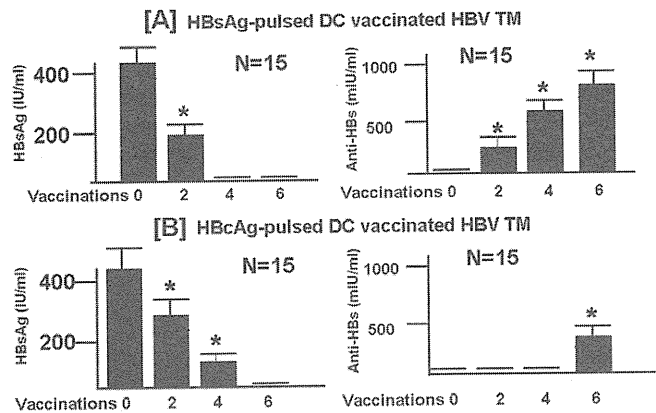 [A] HBsAg-pulsed DC vaccinated HBV TM
HBsAg (IU/ml)
400
200
N=15
*
Vaccinations 0 2 4 6
Anti-HBs (mIU/ml)
1000
500
N=15
* * *
0 2 4 6
[B] HBcAg-pulsed DC vaccinated HBV TM
HBsAg (IU/ml)
400
200
N=15
* *
Vaccinations 0 2 4 6
Anti-HBs (mIU/ml)
1000
500
N=15
*
Vaccinations 0 2 4 6